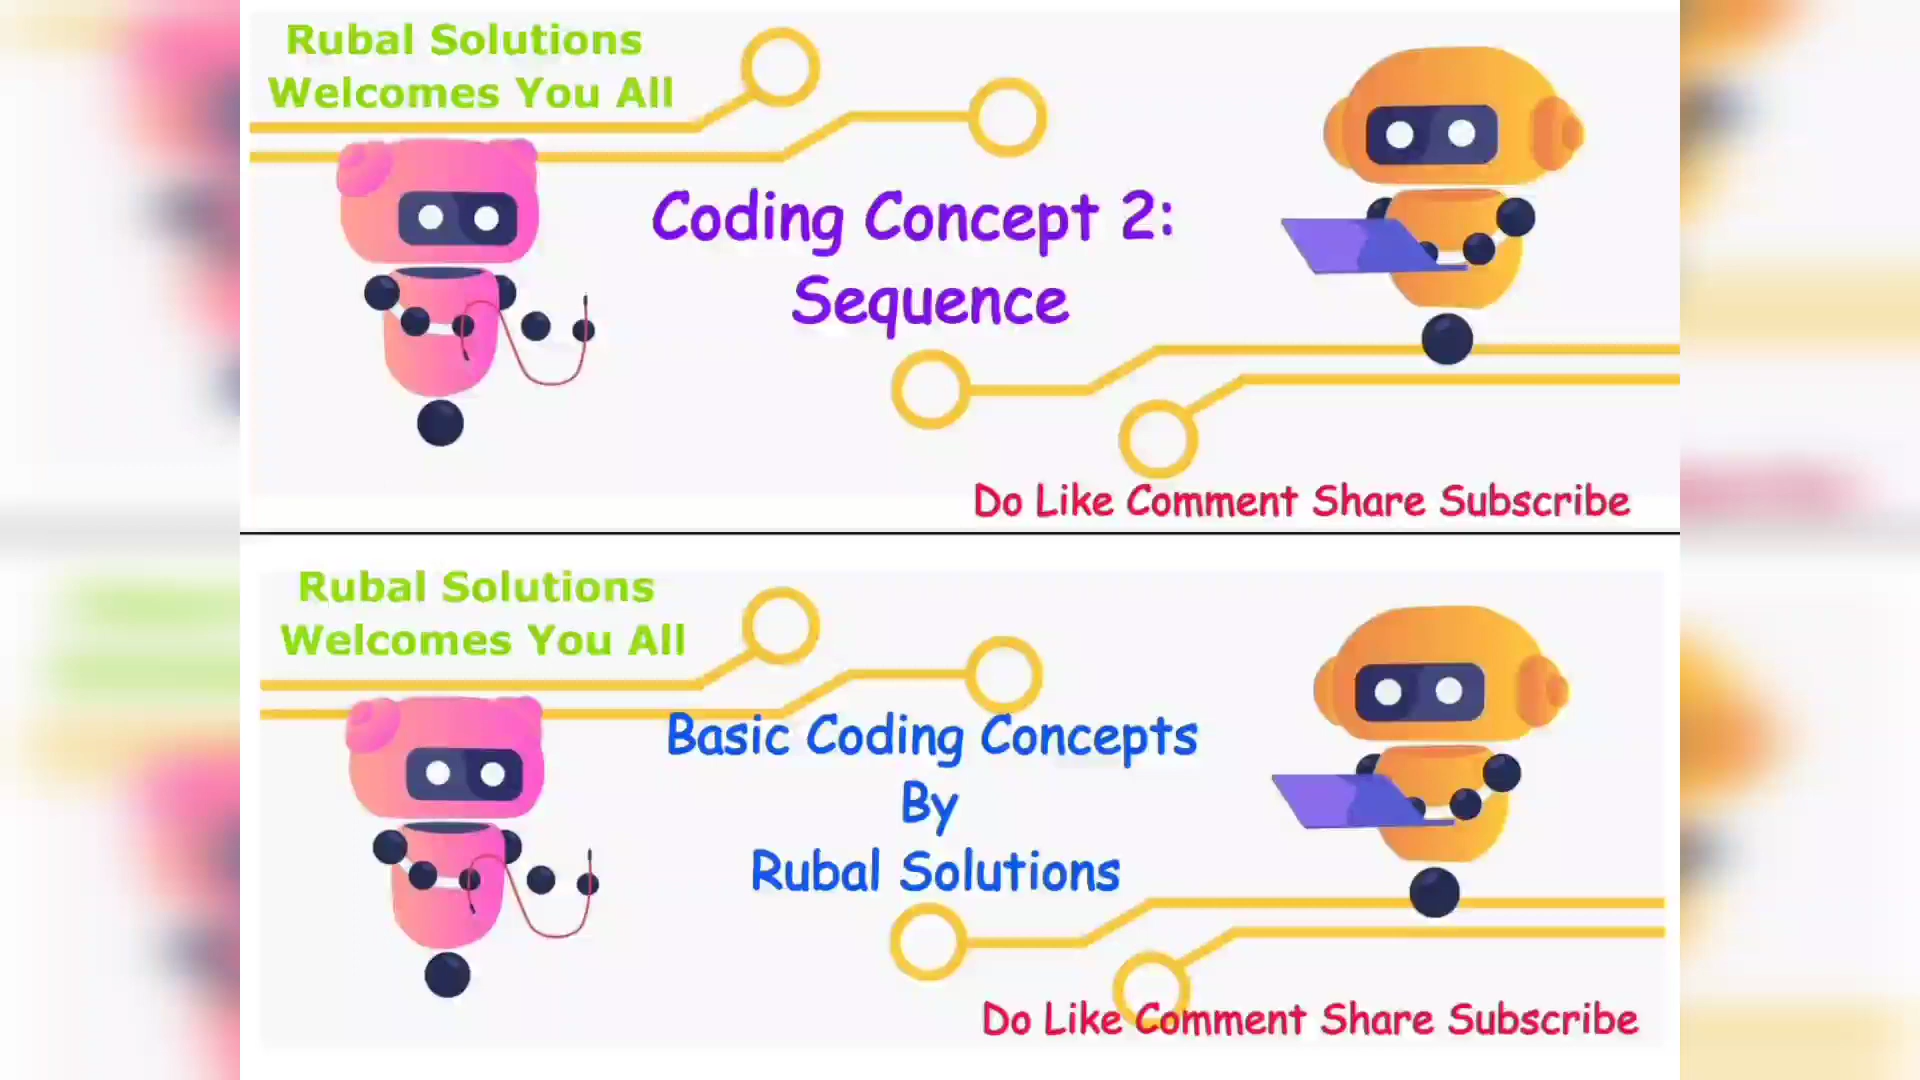 Rubal Solutions
Welcomes You All
Coding Concept 2:
Sequence
Do Like Comment Share Subscribe
Rubal Solutions
Welcomes You All
Basic Coding Concepts
By
Rubal Solutions
Do Like Comment Share Subscribe